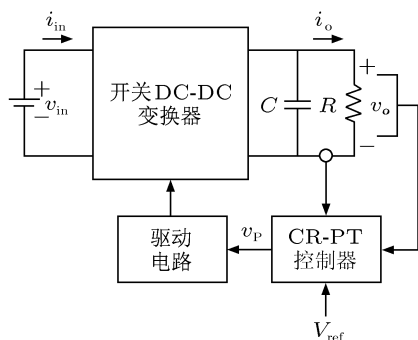 i_in
i_o
+
v_in
−
开关DC-DC
变换器
C
R
+
v_o
−
驱动
电路
v_P
CR-PT
控制器
V_ref